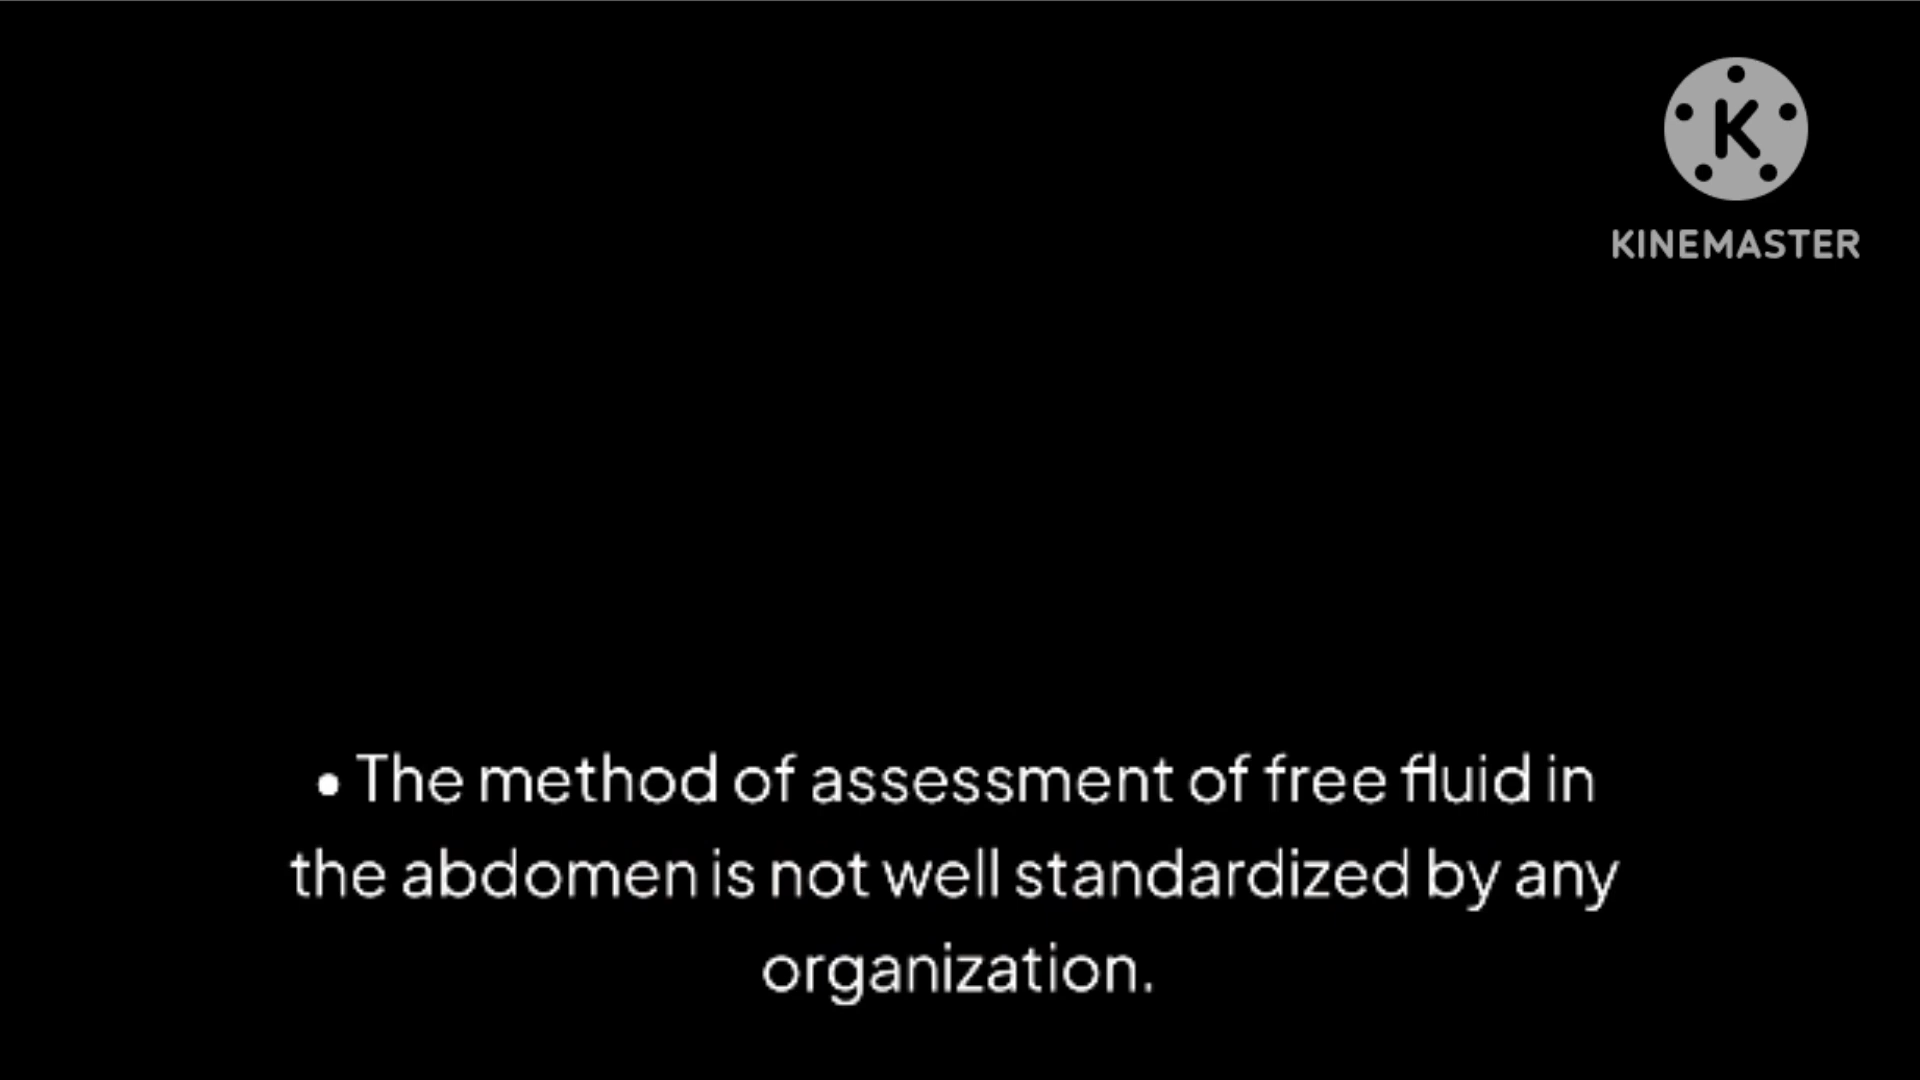 K
KINEMASTER
• The method of assessment of free fluid in
the abdomen is not well standardized by any
organization.